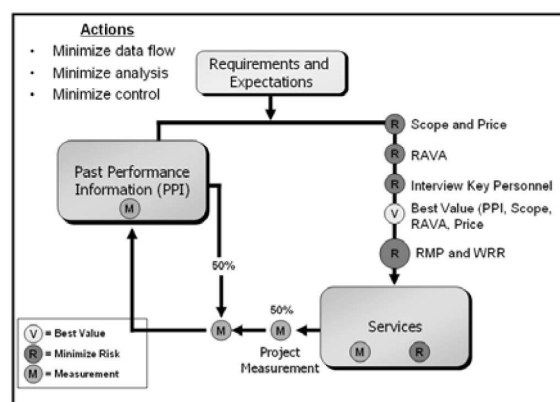 Actions
• Minimize data flow
• Minimize analysis
• Minimize control
Requirements and
Expectations
R Scope and Price
R RAVA
R Interview Key Personnel
V Best Value (PPI, Scope,
RAVA, Price
R RMP and WRR
Past Performance
Information (PPI)
M
50%
50%
M
M
Project
Measurement
Services
M R
V = Best Value
R = Minimize Risk
M = Measurement